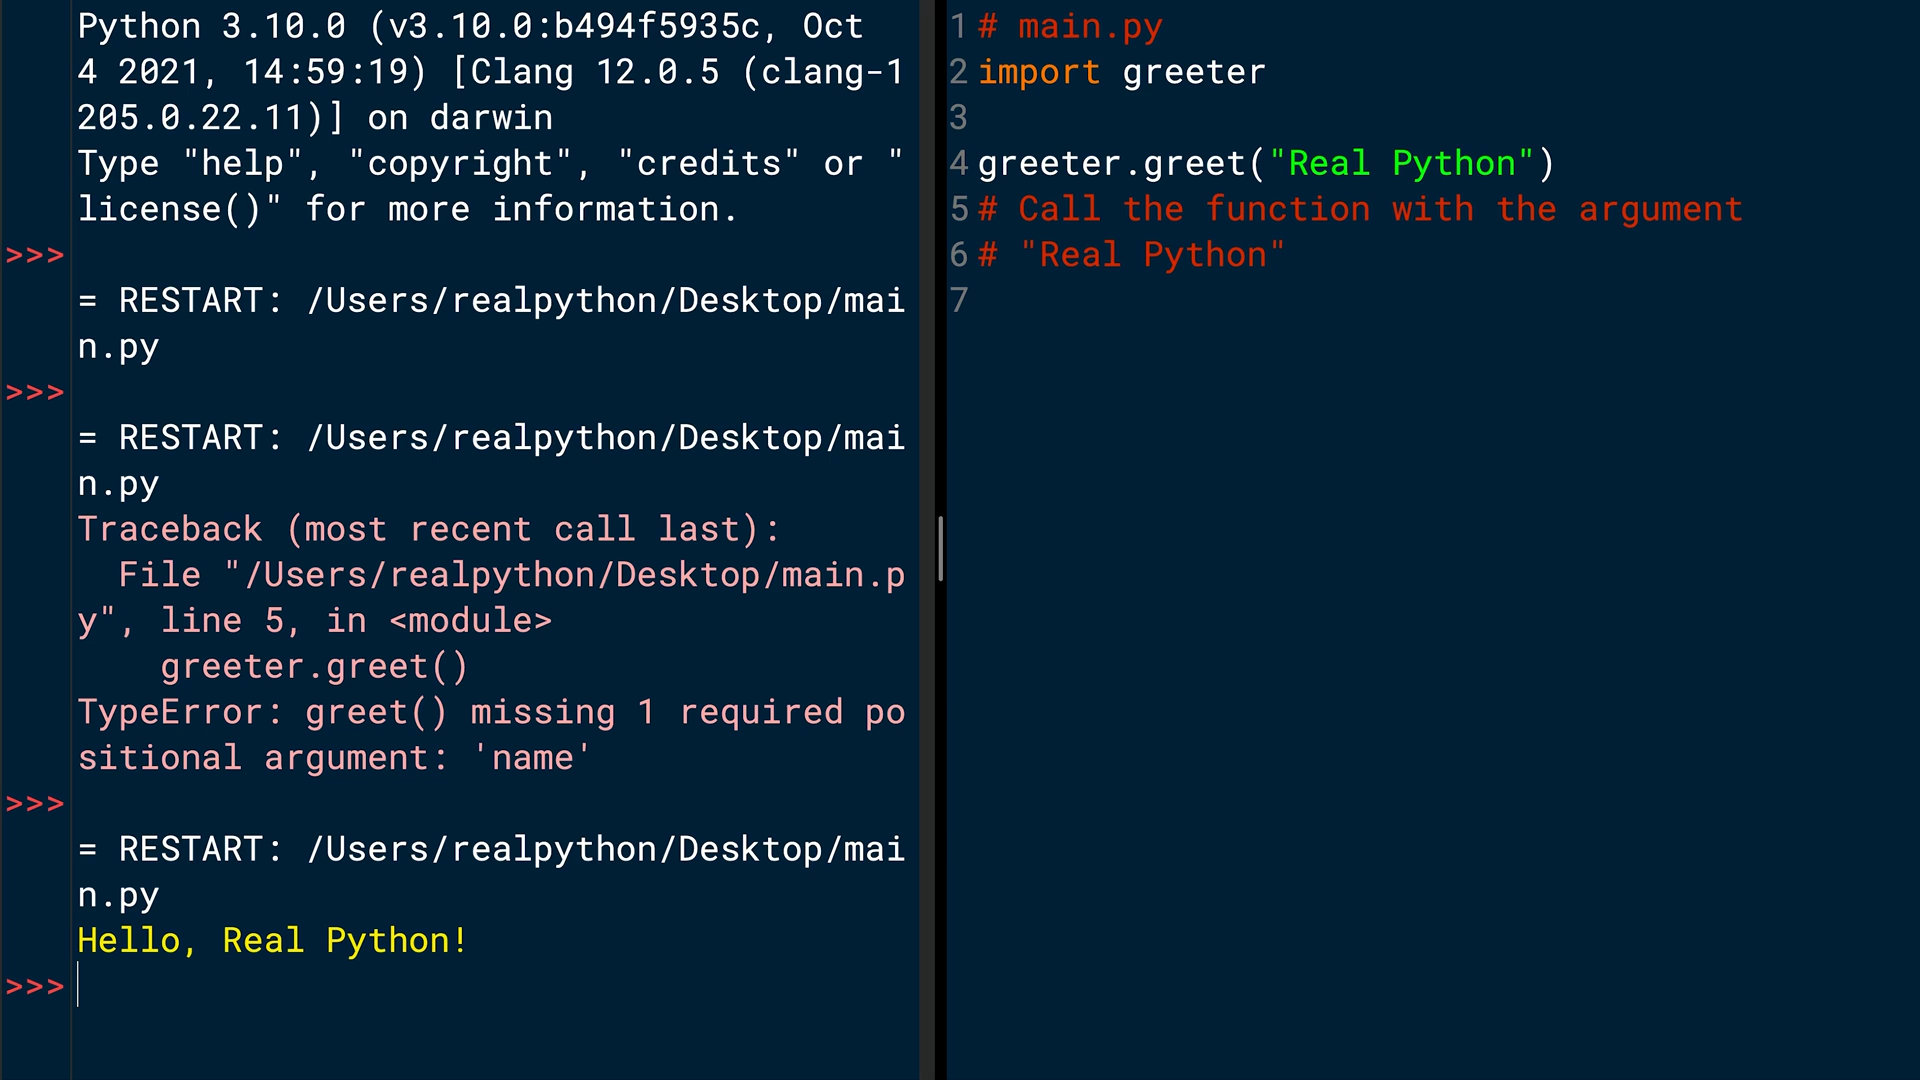 Python 3.10.0 (v3.10.0:b494f5935c, Oct
4 2021, 14:59:19) [Clang 12.0.5 (clang-1
205.0.22.11)] on darwin
Type "help", "copyright", "credits" or "
license()" for more information.
>>>
= RESTART: /Users/realpython/Desktop/mai
n.py
>>>
= RESTART: /Users/realpython/Desktop/mai
n.py
Traceback (most recent call last):
  File "/Users/realpython/Desktop/main.p
y", line 5, in <module>
    greeter.greet()
TypeError: greet() missing 1 required po
sitional argument: 'name'
>>>
= RESTART: /Users/realpython/Desktop/mai
n.py
Hello, Real Python!
>>>
1 # main.py
2 import greeter
3
4 greeter.greet("Real Python")
5 # Call the function with the argument
6 # "Real Python"
7